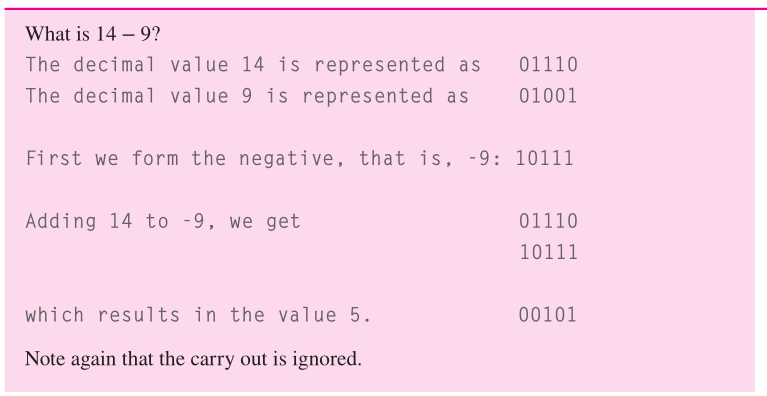 What is 14 – 9?
The decimal value 14 is represented as 01110
The decimal value 9 is represented as 01001
First we form the negative, that is, -9: 10111
Adding 14 to -9, we get 01110
10111
which results in the value 5. 00101
Note again that the carry out is ignored.